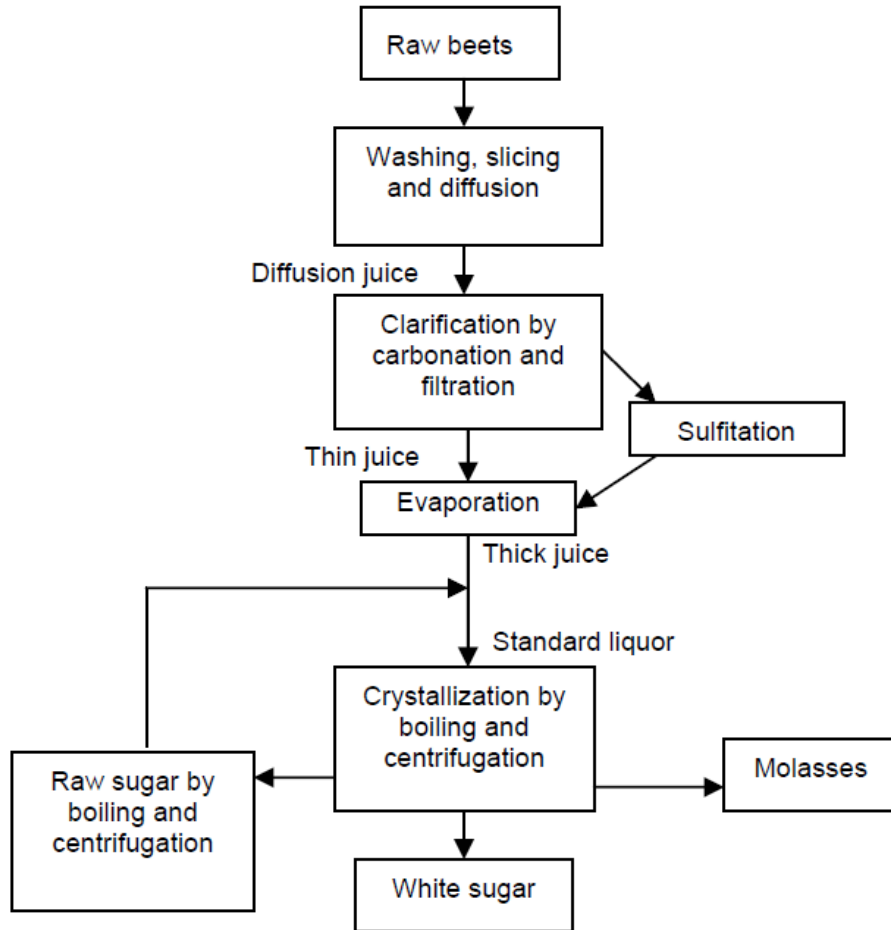 Raw beets
Washing, slicing
and diffusion
Diffusion juice
Clarification by
carbonation and
filtration
Sulfitation
Thin juice
Evaporation
Thick juice
Standard liquor
Crystallization by
boiling and
centrifugation
Raw sugar by
boiling and
centrifugation
Molasses
White sugar